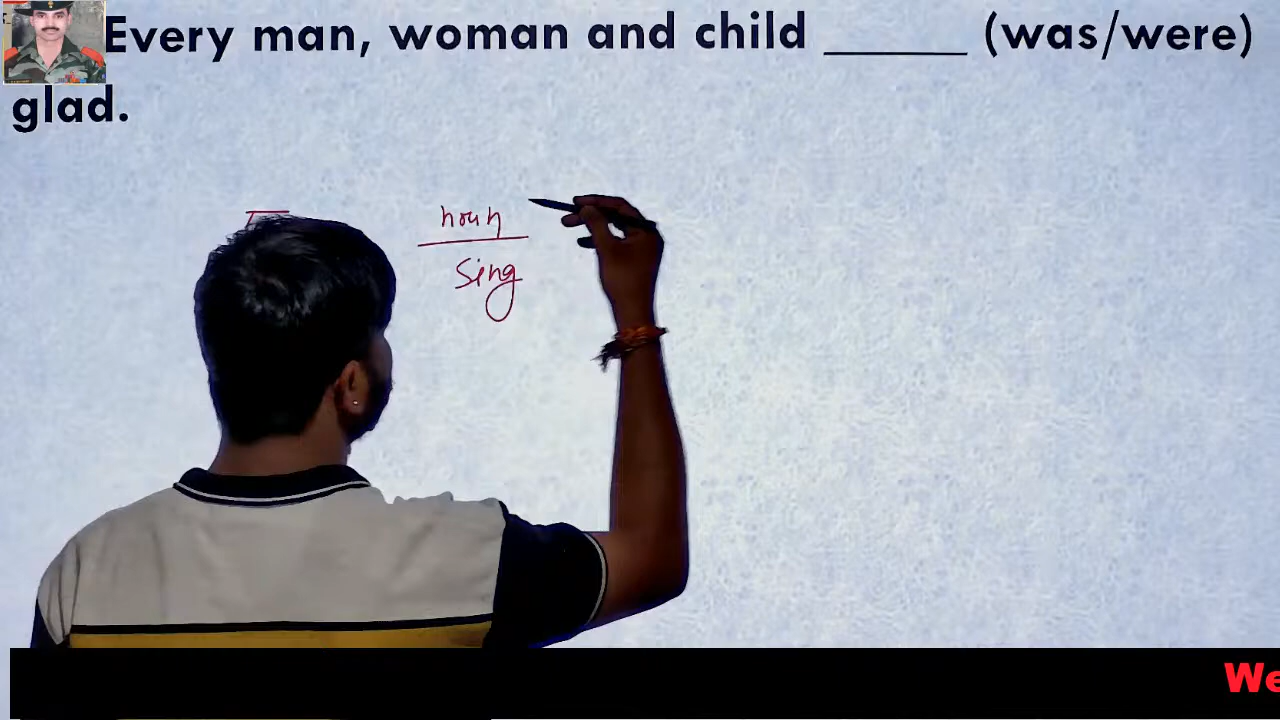 Every man, woman and child ______ (was/were)
glad.
noun
Sing
We